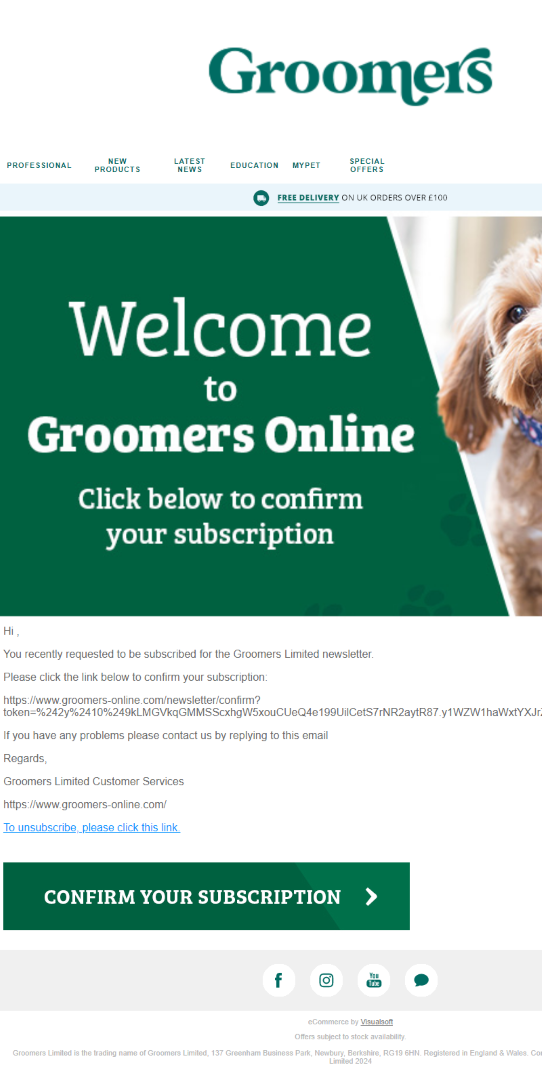 Groomers
PROFESSIONAL
NEW
PRODUCTS
LATEST
NEWS
EDUCATION
MYPET
SPECIAL
OFFERS
FREE DELIVERY ON UK ORDERS OVER £100
Welcome
to
Groomers Online
Click below to confirm
your subscription
Hi ,
You recently requested to be subscribed for the Groomers Limited newsletter.
Please click the link below to confirm your subscription:
https://www.groomers-online.com/newsletter/confirm?
token=%242y%2410%249kLMGVkqGMMSScxhgW5xouCUeQ4e199UilCetS7rNR2aytR87.y1WZW1haWxtYXJr
If you have any problems please contact us by replying to this email
Regards,
Groomers Limited Customer Services
https://www.groomers-online.com/
To unsubscribe, please click this link.
CONFIRM YOUR SUBSCRIPTION
You
Tube
eCommerce by Visualsoft
Offers subject to stock availability.
Groomers Limited is the trading name of Groomers Limited, 137 Greenham Business Park, Newbury, Berkshire, RG19 6HN. Registered in England & Wales.
Limited 2024